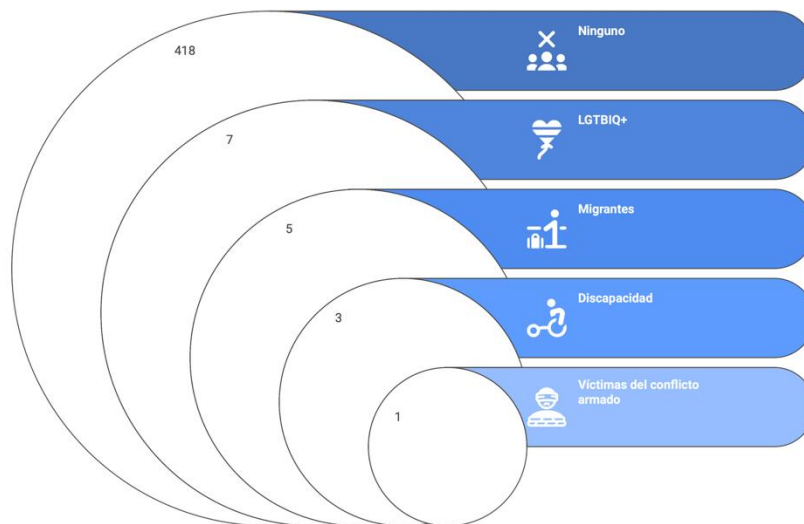 418
Ninguno
7
LGTBIQ+
5
Migrantes
3
Discapacidad
1
Víctimas del conflicto
armado